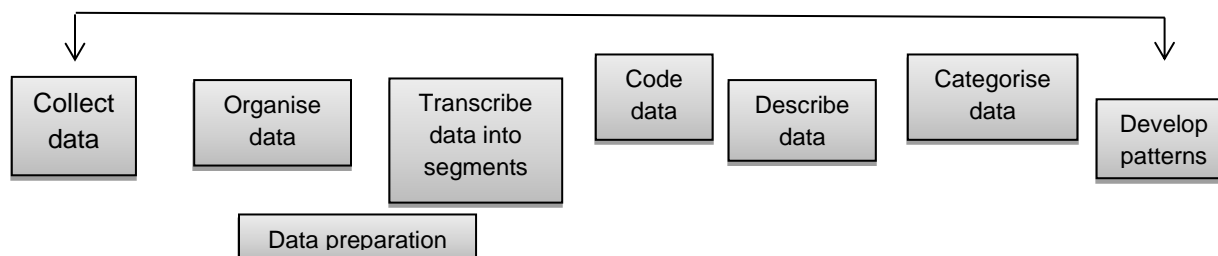 Collect
data
Organise
data
Transcribe
data into
segments
Code
data
Describe
data
Categorise
data
Develop
patterns
Data preparation